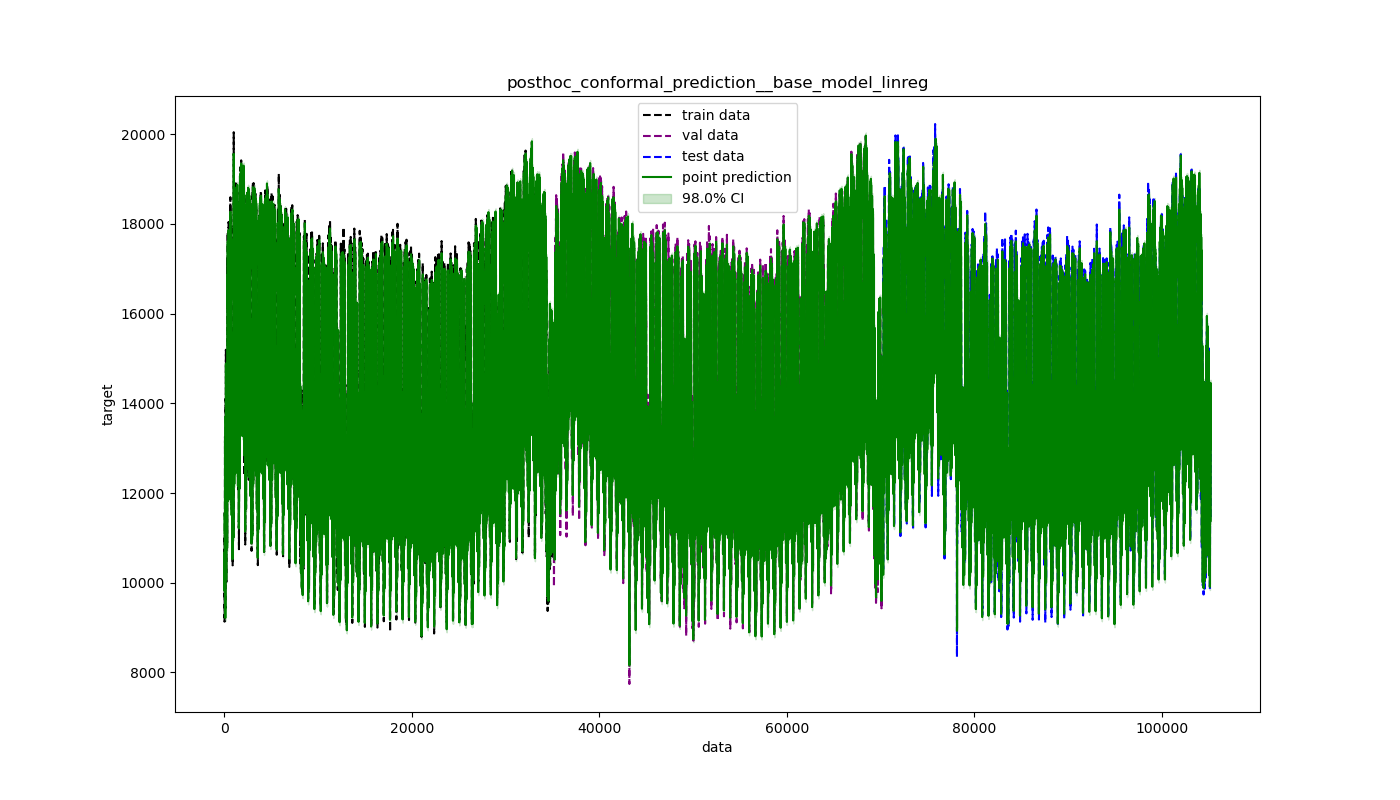 posthoc_conformal_prediction__base_model_linreg
train data
val data
test data
point prediction
98.0% CI
20000
18000
16000
14000
12000
10000
8000
target
0
20000
40000
60000
80000
100000
data